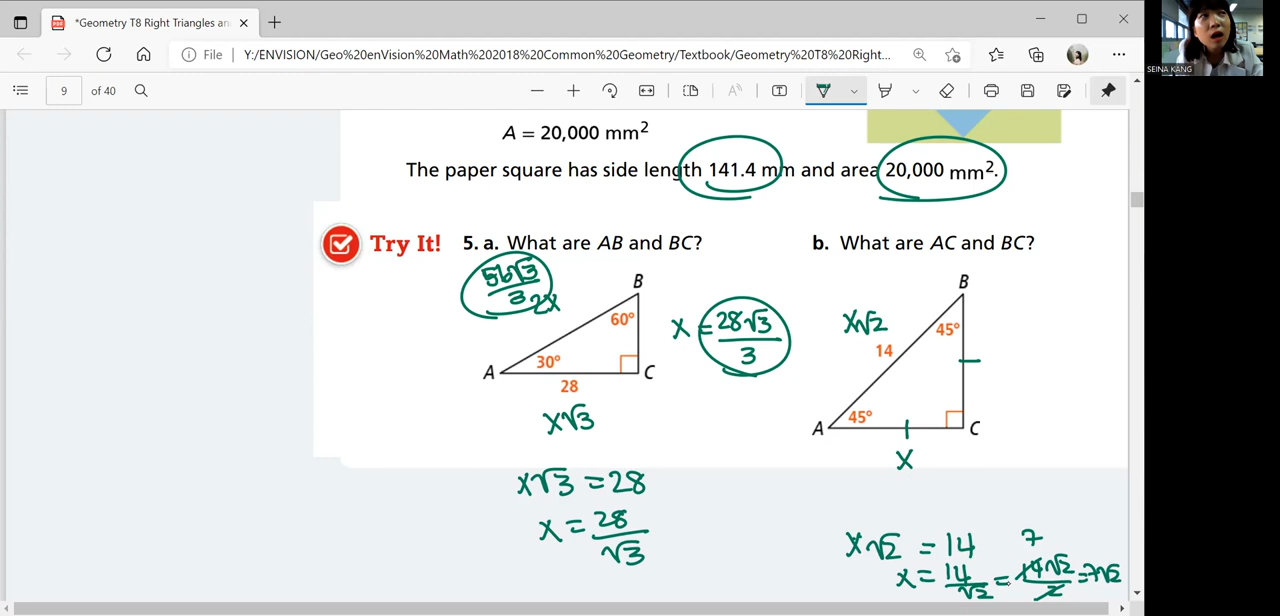 *Geometry T8 Right Triangles an
File Y:/ENVISION/Geo%20enVision%20Math%202018%20Common%20Geometry/Textbook/Geometry%20T8%20Right...
9 of 40
SEINA KANG
A = 20,000 mm²
The paper square has side length 141.4 mm and area 20,000 mm².
Try It! 5. a. What are AB and BC?
b. What are AC and BC?
56√3/3
2x
B
60°
30°
A
C
28
x√3
x = 28√3/3
x√3 = 28
x = 28/√3
B
x√2
45°
14
45°
A
C
x
x√2 = 14
7
x = 14/√2 = 14√2/2 = 7√2